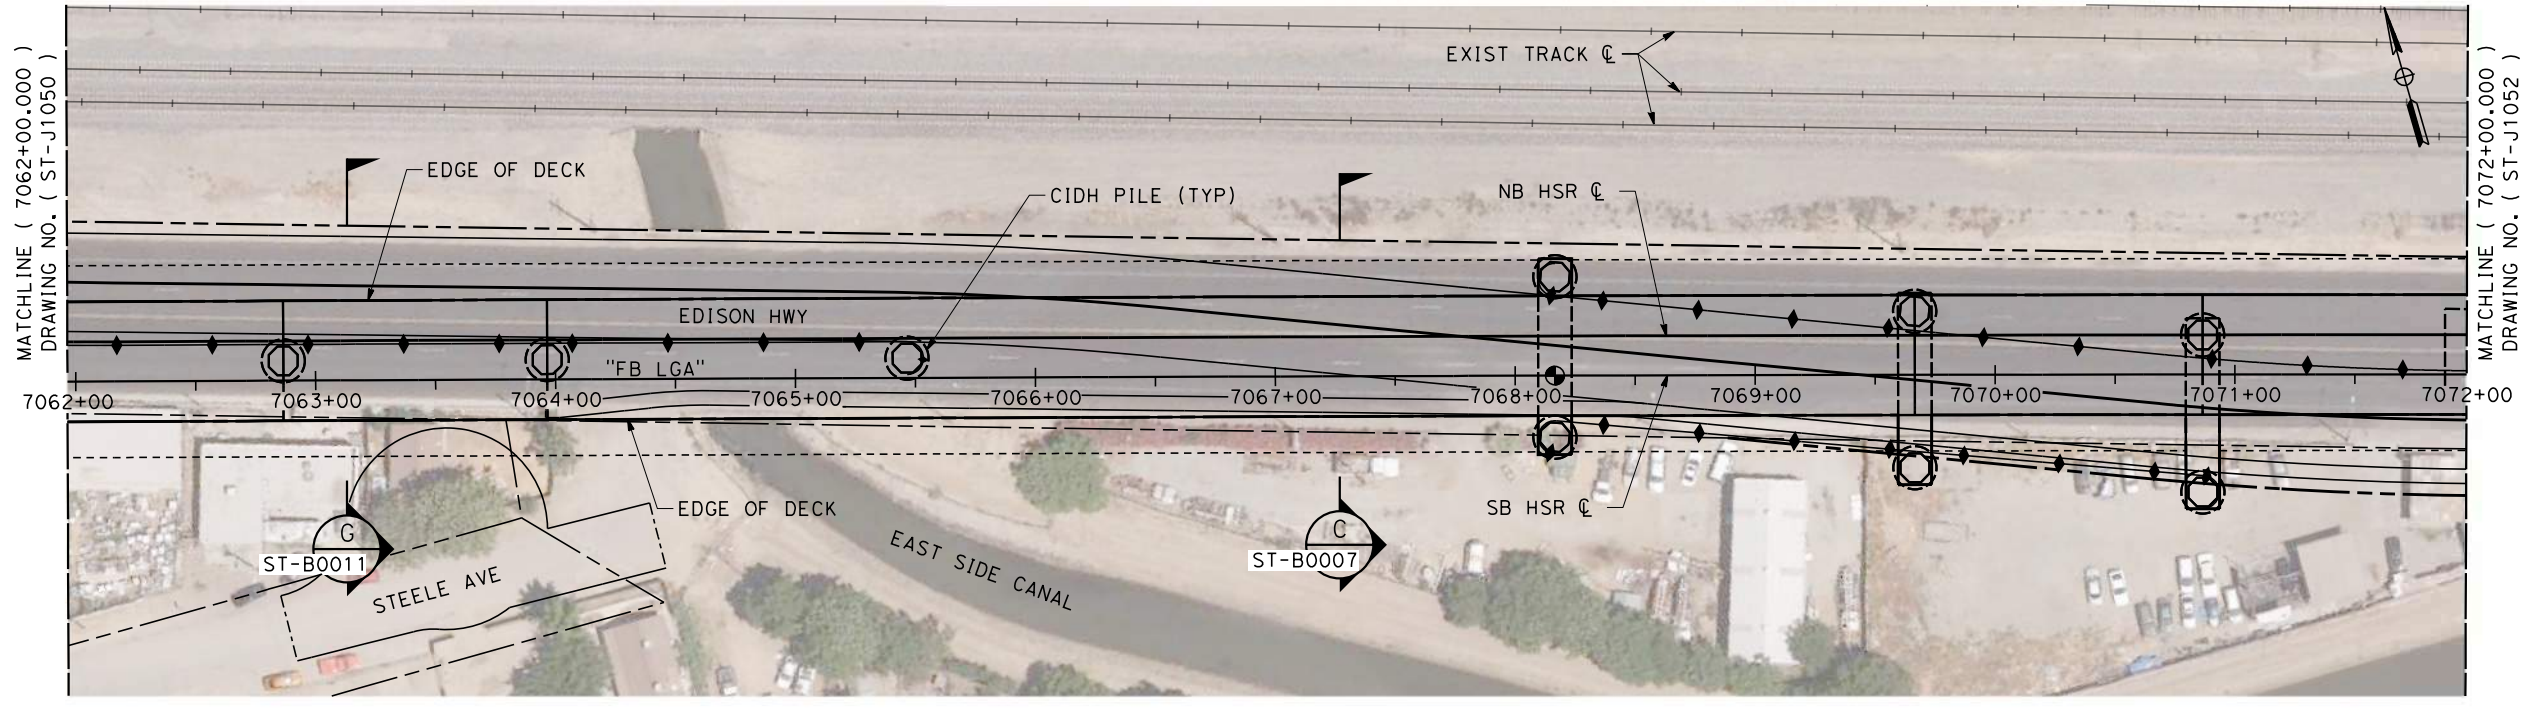 MATCHLINE ( 7062+00.000 )
DRAWING NO. ( ST-J1050 )
EXIST TRACK ℄
EDGE OF DECK
CIDH PILE (TYP)
NB HSR ℄
EDISON HWY
"FB LGA"
7062+00 7063+00 7064+00 7065+00 7066+00 7067+00 7068+00 7069+00 7070+00 7071+00 7072+00
EDGE OF DECK
SB HSR ℄
G
ST-B0011
STEELE AVE
EAST SIDE CANAL
C
ST-B0007
MATCHLINE ( 7072+00.000 )
DRAWING NO. ( ST-J1052 )